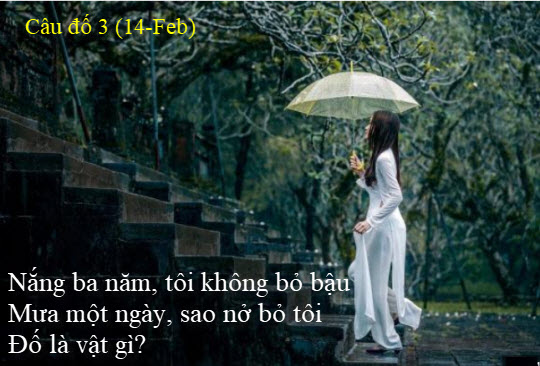 Câu đố 3 (14-Feb)
Nắng ba năm, tôi không bỏ bậu
Mưa một ngày, sao nở bỏ tôi
Đố là vật gì?